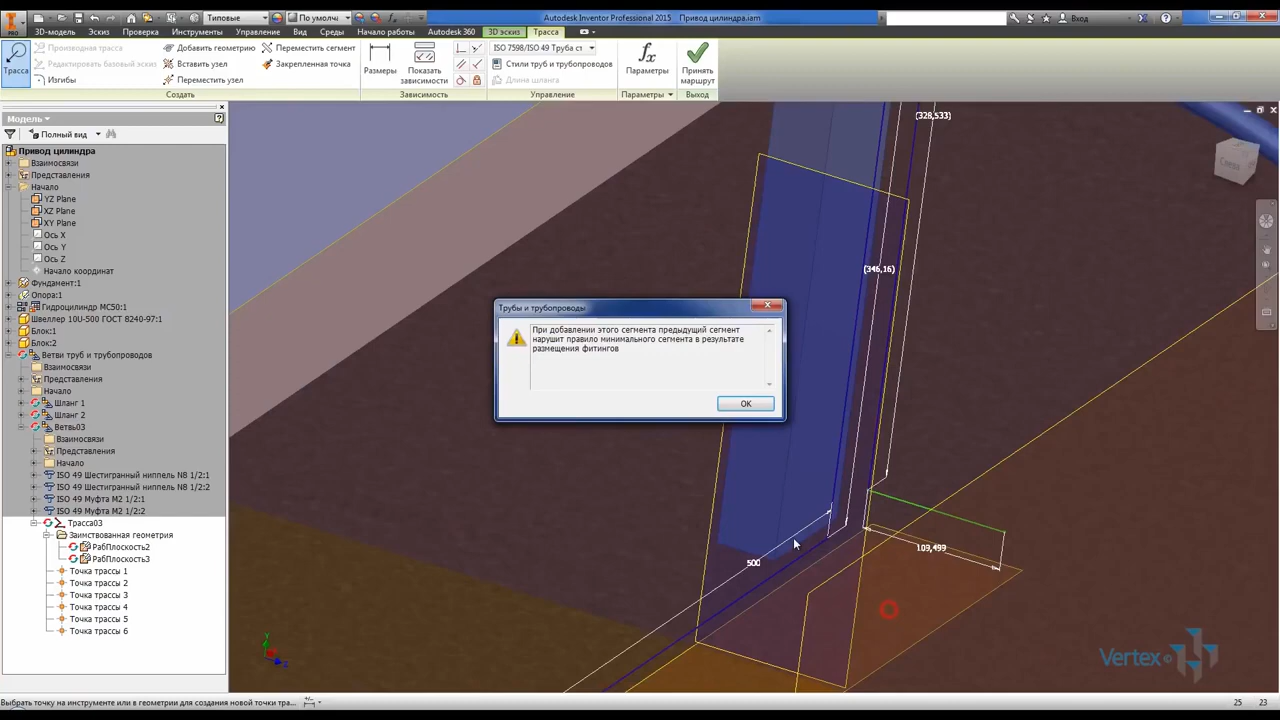 Типовые
По умолч
Autodesk Inventor Professional 2015
Привод цилиндра.iam
Вход
PRO
3D-модель
Эскиз
Проверка
Инструменты
Управление
Вид
Среды
Начало работы
Autodesk 360
3D эскиз
Трасса
Трасса
Производная трасса
Редактировать базовый эскиз
Изгибы
Добавить геометрию
Вставить узел
Переместить узел
Переместить сегмент
Закрепленная точка
Размеры
Показать зависимости
ISO 7598/ISO 49 Труба ст
Стили труб и трубопроводов
Длина шланга
Параметры
Принять маршрут
Создать
Зависимость
Управление
Параметры
Выход
Модель
Полный вид
Привод цилиндра
Взаимосвязи
Представления
Начало
YZ Plane
XZ Plane
XY Plane
Ось X
Ось Y
Ось Z
Начало координат
Фундамент:1
Опора:1
Гидроцилиндр МС50:1
Швеллер 10U-500 ГОСТ 8240-97:1
Блок:1
Блок:2
Ветви труб и трубопроводов
Взаимосвязи
Представления
Начало
Шланг 1
Шланг 2
Ветвь03
Взаимосвязи
Представления
Начало
ISO 49 Шестигранный ниппель N8 1/2:1
ISO 49 Шестигранный ниппель N8 1/2:2
ISO 49 Муфта M2 1/2:1
ISO 49 Муфта M2 1/2:2
Трасса03
Заимствованная геометрия
РабПлоскость2
РабПлоскость3
Точка трассы 1
Точка трассы 2
Точка трассы 3
Точка трассы 4
Точка трассы 5
Точка трассы 6
(328,533)
(346,16)
Трубы и трубопроводы
При добавлении этого сегмента предыдущий сегмент
нарушит правило минимального сегмента в результате
размещения фитингов
OK
109,499
500
Vertex
Выбрать точку на инструменте или в геометрии для создания новой точки тра...
25
23